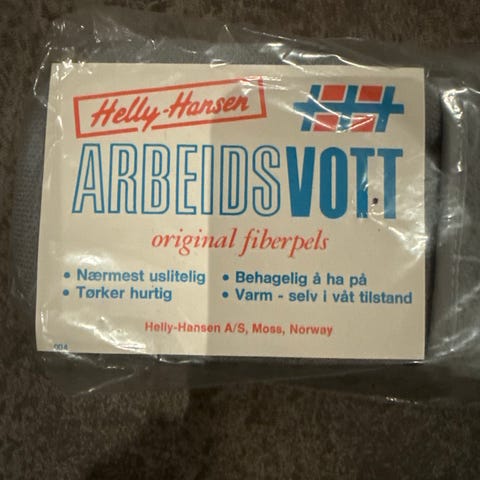 Helly-Hansen
ARBEIDSVOTT
original fiberpels
• Nærmest uslitelig
• Tørker hurtig
• Behagelig å ha på
• Varm - selv i våt tilstand
Helly-Hansen A/S, Moss, Norway